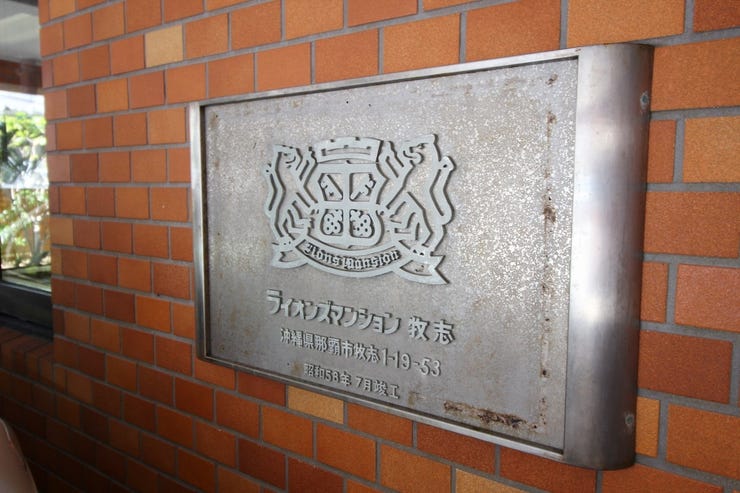 Lions Mansion
ライオンズマンション 牧志
沖縄県那覇市牧志1-19-53
昭和56年 7月竣工